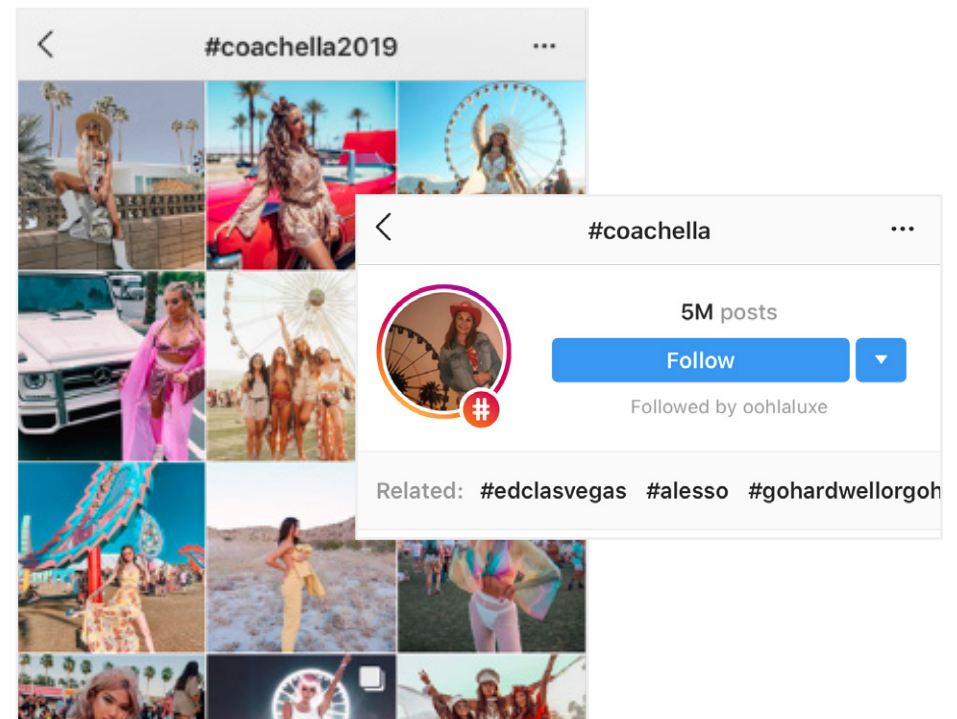 #coachella2019
#coachella
5M posts
Follow
#
Followed by oohlaluxe
Related: #edclasvegas #alesso #gohardwellorgoh